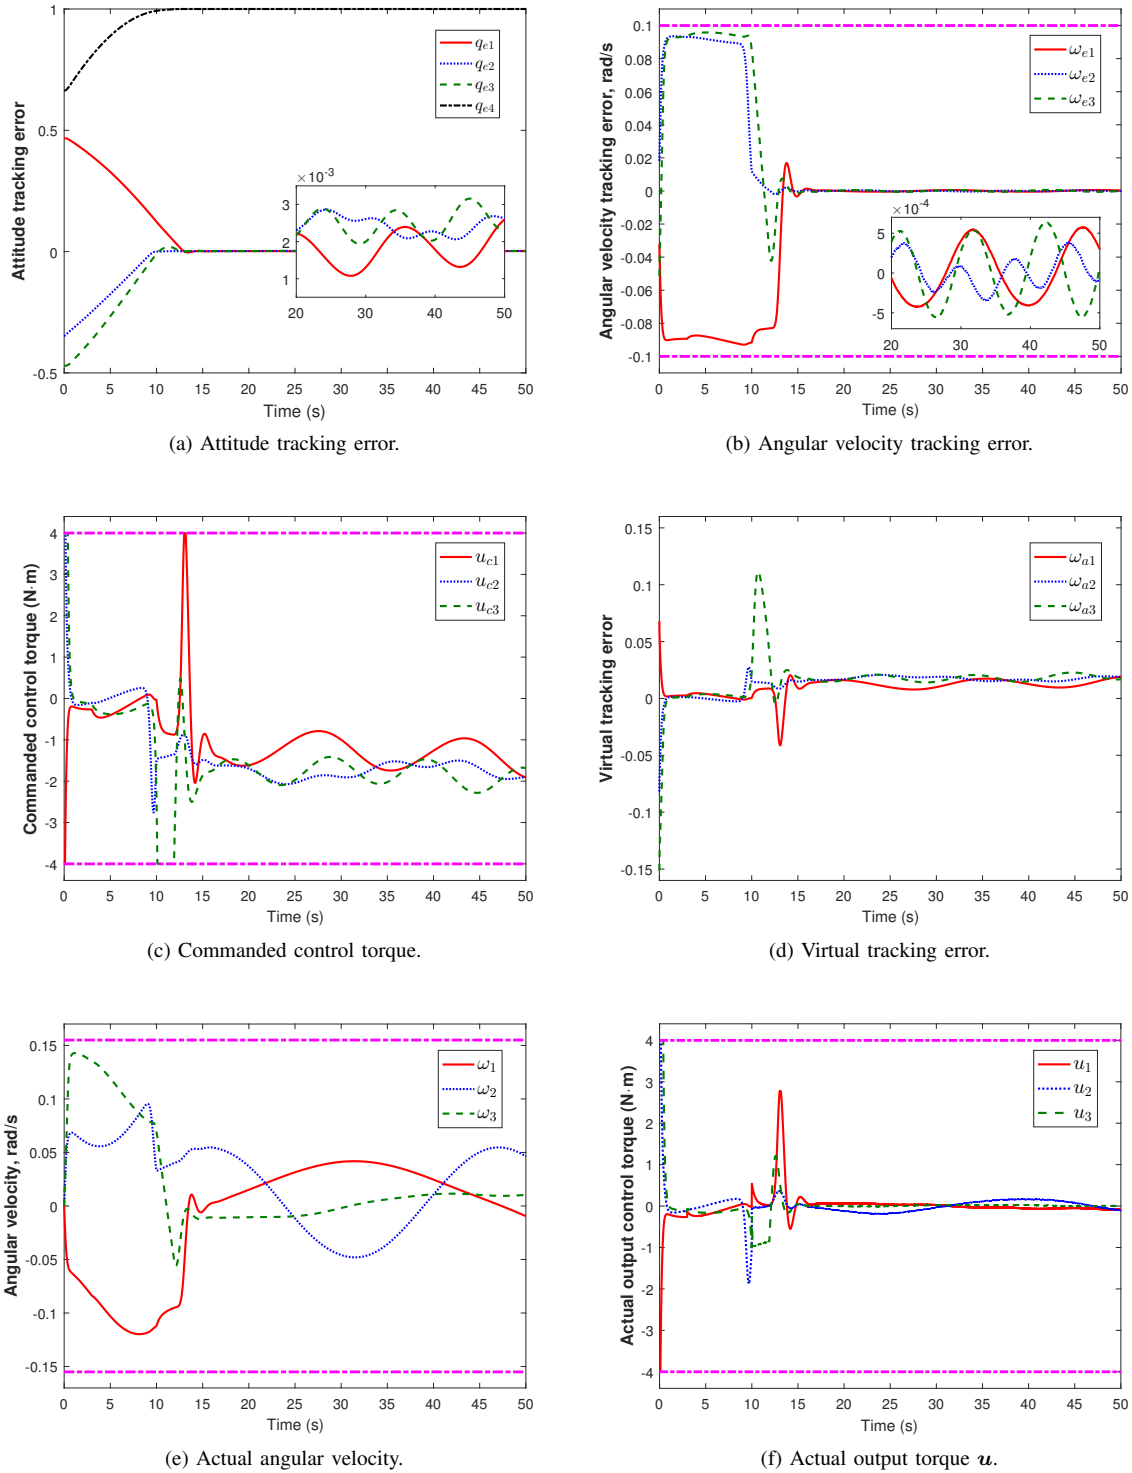 1
0.5
0
-0.5
Attitude tracking error
q_{e1}
q_{e2}
q_{e3}
q_{e4}
× 10^{-3}
3
2
1
20 30 40 50
0 5 10 15 20 25 30 35 40 45 50
Time (s)
(a) Attitude tracking error.
0.1
0.08
0.06
0.04
0.02
0
-0.02
-0.04
-0.06
-0.08
-0.1
Angular velocity tracking error, rad/s
ω_{e1}
ω_{e2}
ω_{e3}
×10^{-4}
5
0
-5
20 30 40 50
0 5 10 15 20 25 30 35 40 45 50
Time (s)
(b) Angular velocity tracking error.
4
3
2
1
0
-1
-2
-3
-4
Commanded control torque (N·m)
u_{c1}
u_{c2}
u_{c3}
0 5 10 15 20 25 30 35 40 45 50
Time (s)
(c) Commanded control torque.
0.15
0.1
0.05
0
-0.05
-0.1
-0.15
Virtual tracking error
ω_{a1}
ω_{a2}
ω_{a3}
0 5 10 15 20 25 30 35 40 45 50
Time (s)
(d) Virtual tracking error.
0.15
0.1
0.05
0
-0.05
-0.1
-0.15
Angular velocity, rad/s
ω_1
ω_2
ω_3
0 5 10 15 20 25 30 35 40 45 50
Time (s)
(e) Actual angular velocity.
4
3
2
1
0
-1
-2
-3
-4
Actual output control torque (N·m)
u_1
u_2
u_3
0 5 10 15 20 25 30 35 40 45 50
Time (s)
(f) Actual output torque u.